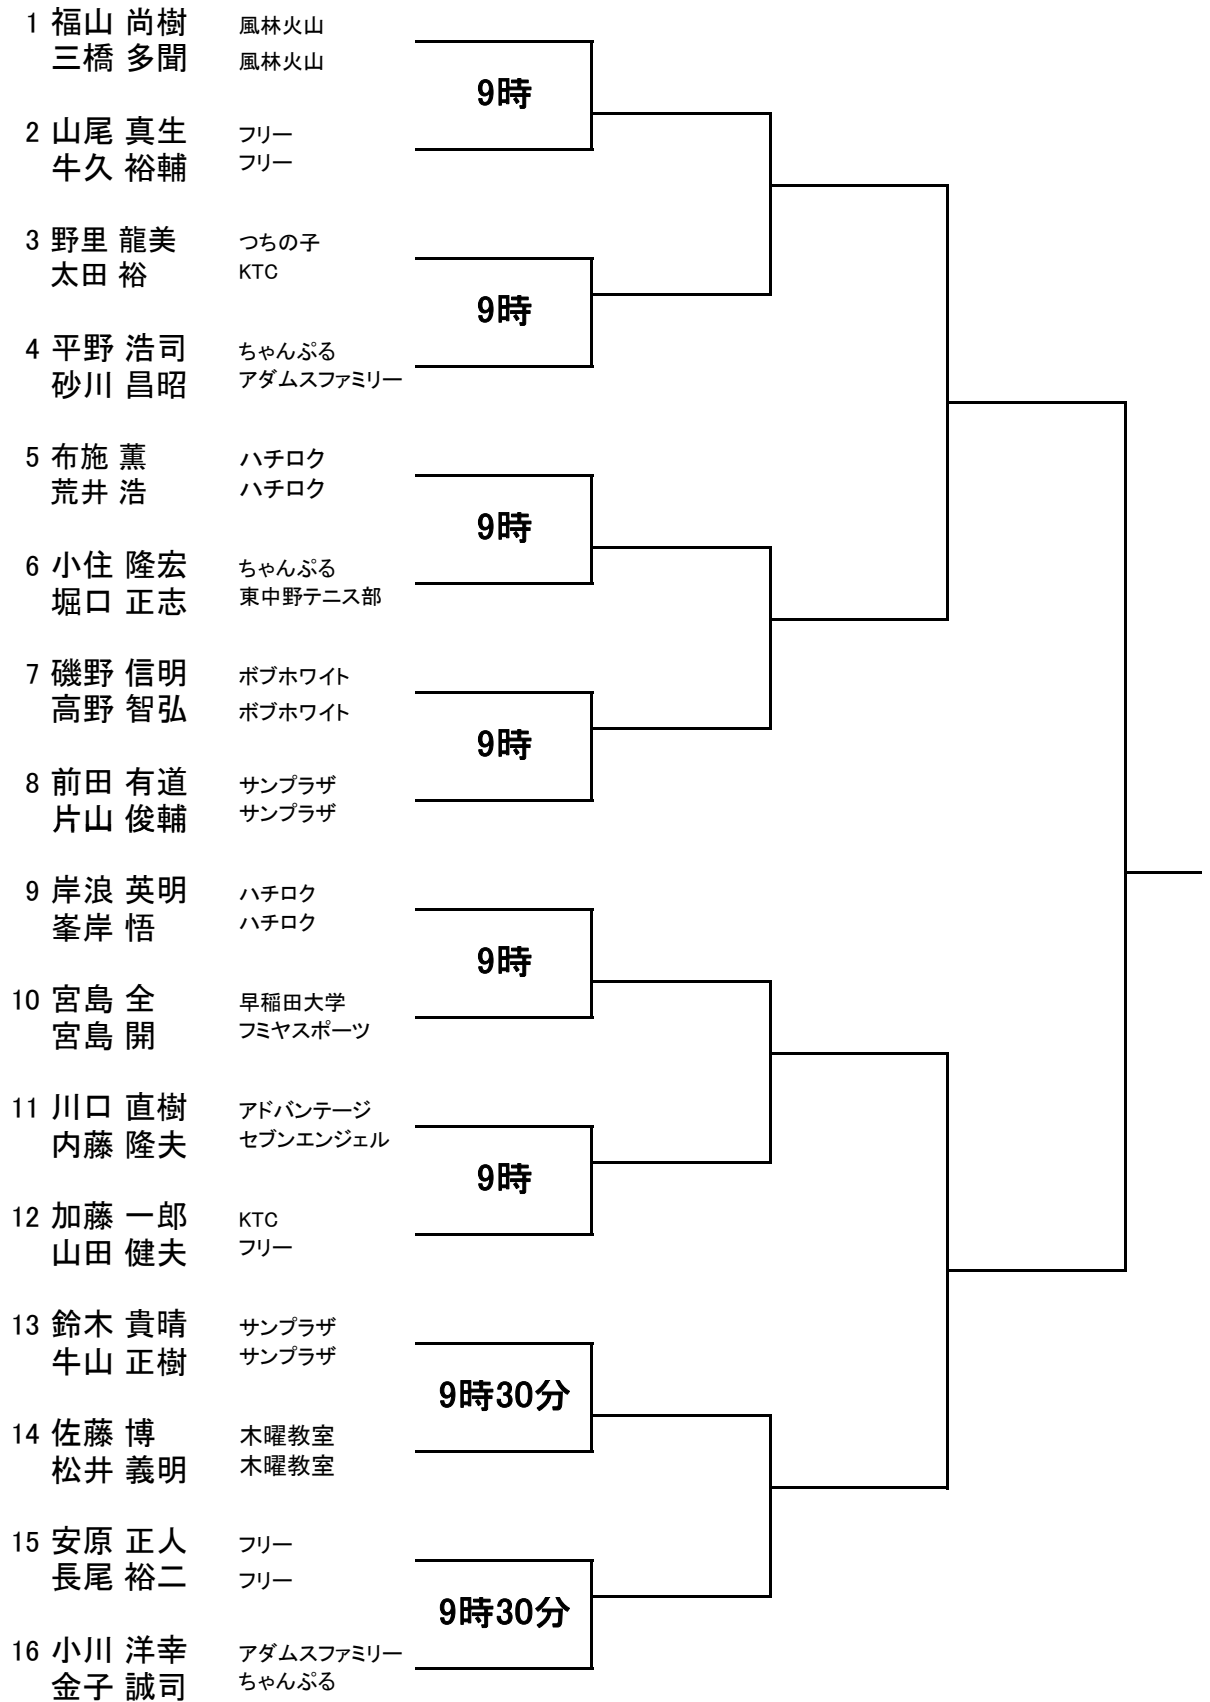 1 福山 尚樹 風林火山
三橋 多聞 風林火山
9時
2 山尾 真生 フリー
牛久 裕輔 フリー
3 野里 龍美 つちの子
太田 裕 KTC
9時
4 平野 浩司 ちゃんぷる
砂川 昌昭 アダムスファミリー
5 布施 薫 ハチロク
荒井 浩 ハチロク
9時
6 小住 隆宏 ちゃんぷる
堀口 正志 東中野テニス部
7 磯野 信明 ボブホワイト
高野 智弘 ボブホワイト
9時
8 前田 有道 サンプラザ
片山 俊輔 サンプラザ
9 岸浪 英明 ハチロク
峯岸 悟 ハチロク
9時
10 宮島 全 早稲田大学
宮島 開 フミヤスポーツ
11 川口 直樹 アドバンテージ
内藤 隆夫 セブンエンジェル
9時
12 加藤 一郎 KTC
山田 健夫 フリー
13 鈴木 貴晴 サンプラザ
牛山 正樹 サンプラザ
9時30分
14 佐藤 博 木曜教室
松井 義明 木曜教室
15 安原 正人 フリー
長尾 裕二 フリー
9時30分
16 小川 洋幸 アダムスファミリー
金子 誠司 ちゃんぷる